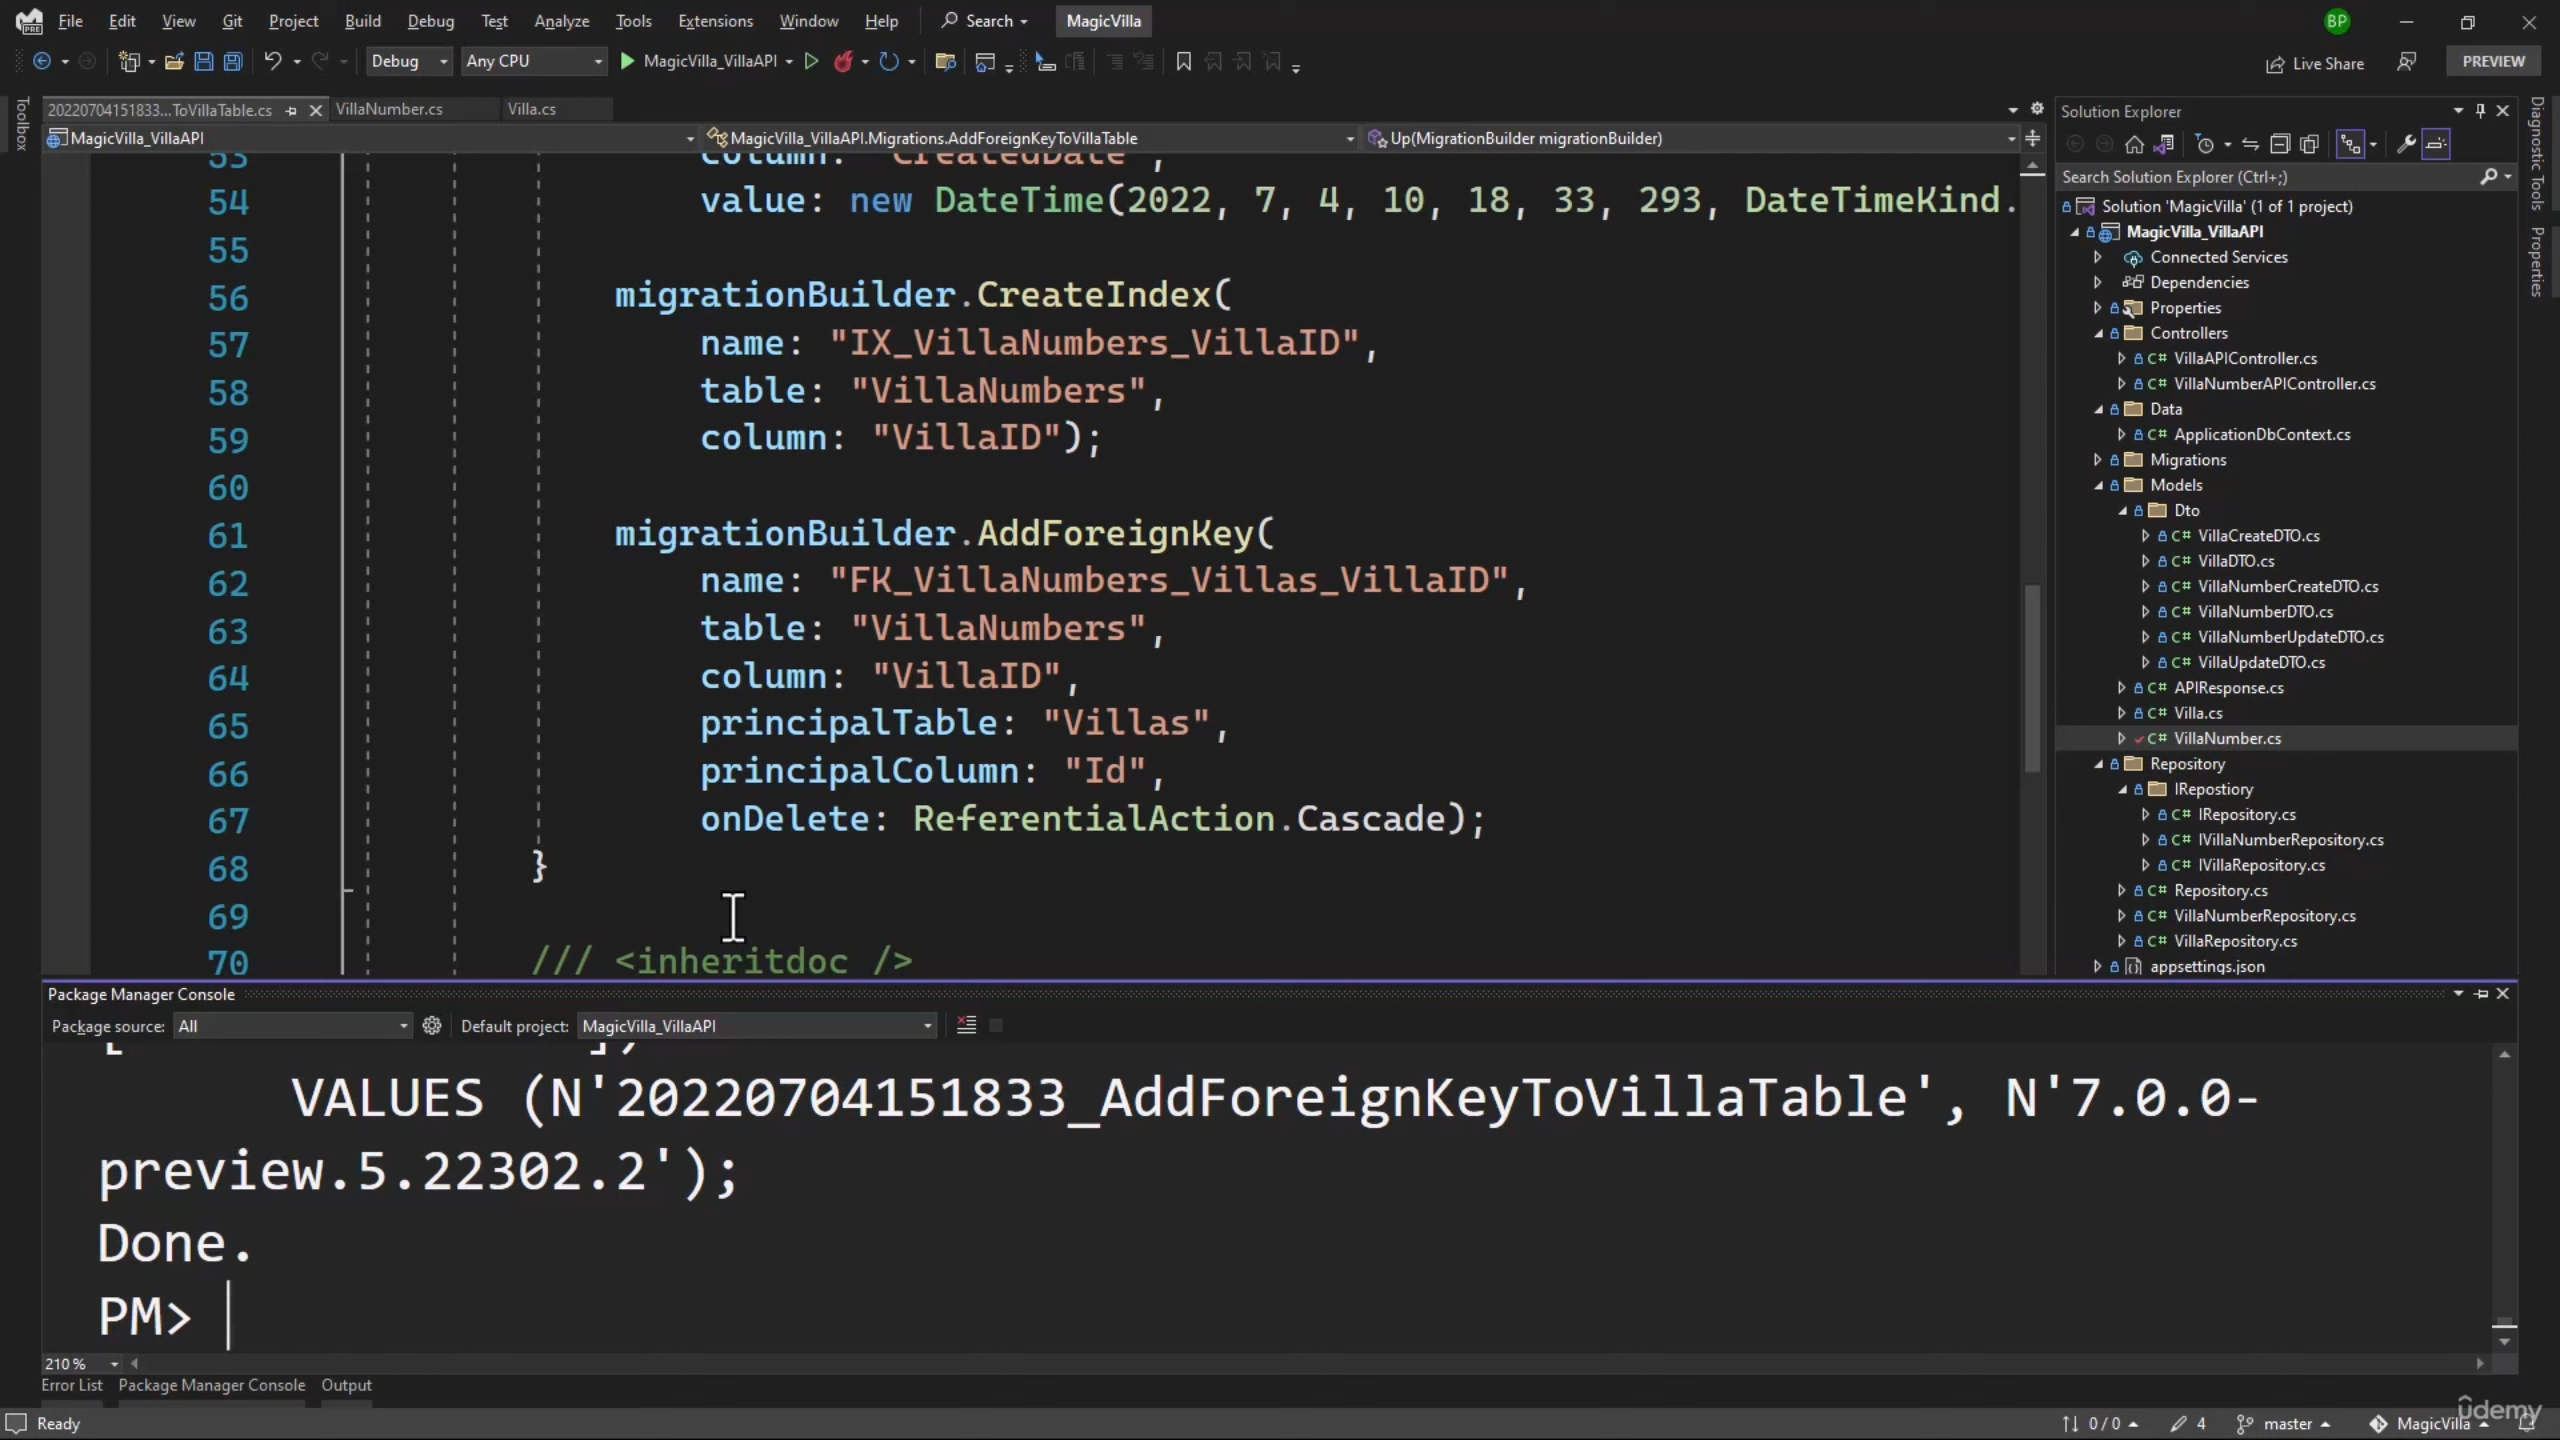 File Edit View Git Project Build Debug Test Analyze Tools Extensions Window Help Search MagicVilla BP
Debug Any CPU MagicVilla_VillaAPI Live Share PREVIEW
Toolbox
20220704151833...ToVillaTable.cs VillaNumber.cs Villa.cs
MagicVilla_VillaAPI MagicVilla_VillaAPI.Migrations.AddForeignKeyToVillaTable Up(MigrationBuilder migrationBuilder)
53 column: "CreatedDate",
54 value: new DateTime(2022, 7, 4, 10, 18, 33, 293, DateTimeKind.
55
56 migrationBuilder.CreateIndex(
57 name: "IX_VillaNumbers_VillaID",
58 table: "VillaNumbers",
59 column: "VillaID");
60
61 migrationBuilder.AddForeignKey(
62 name: "FK_VillaNumbers_Villas_VillaID",
63 table: "VillaNumbers",
64 column: "VillaID",
65 principalTable: "Villas",
66 principalColumn: "Id",
67 onDelete: ReferentialAction.Cascade);
68 }
69
70 /// <inheritdoc />
Solution Explorer
Search Solution Explorer (Ctrl+;)
Solution 'MagicVilla' (1 of 1 project)
MagicVilla_VillaAPI
Connected Services
Dependencies
Properties
Controllers
C# VillaAPIController.cs
C# VillaNumberAPIController.cs
Data
C# ApplicationDbContext.cs
Migrations
Models
Dto
C# VillaCreateDTO.cs
C# VillaDTO.cs
C# VillaNumberCreateDTO.cs
C# VillaNumberDTO.cs
C# VillaNumberUpdateDTO.cs
C# VillaUpdateDTO.cs
C# APIResponse.cs
C# Villa.cs
C# VillaNumber.cs
Repository
IRepostiory
C# IRepository.cs
C# IVillaNumberRepository.cs
C# IVillaRepository.cs
C# Repository.cs
C# VillaNumberRepository.cs
C# VillaRepository.cs
appsettings.json
Diagnostic Tools
Properties
Package Manager Console
Package source: All Default project: MagicVilla_VillaAPI
VALUES (N'20220704151833_AddForeignKeyToVillaTable', N'7.0.0-
preview.5.22302.2');
Done.
PM>
210 %
Error List Package Manager Console Output
Ready 0 / 0 4 master MagicVilla
udemy